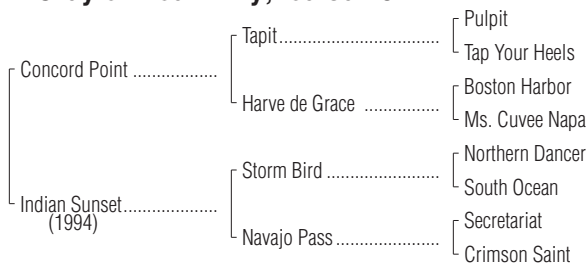 Pulpit
Tapit
Tap Your Heels
Concord Point
Boston Harbor
Harve de Grace
Ms. Cuvee Napa
Northern Dancer
Storm Bird
South Ocean
Indian Sunset
(1994)
Secretariat
Navajo Pass
Crimson Saint